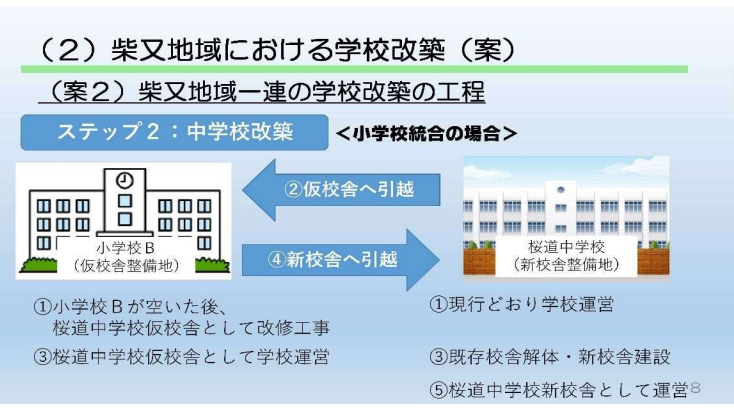 （２）柴又地域における学校改築（案）
（案２）柴又地域一連の学校改築の工程
ステップ２：中学校改築
＜小学校統合の場合＞
②仮校舎へ引越
小学校Ｂ
（仮校舎整備地）
④新校舎へ引越
桜道中学校
（新校舎整備地）
①小学校Ｂが空いた後、
桜道中学校仮校舎として改修工事
③桜道中学校仮校舎として学校運営
①現行どおり学校運営
③既存校舎解体・新校舎建設
⑤桜道中学校新校舎として運営
8